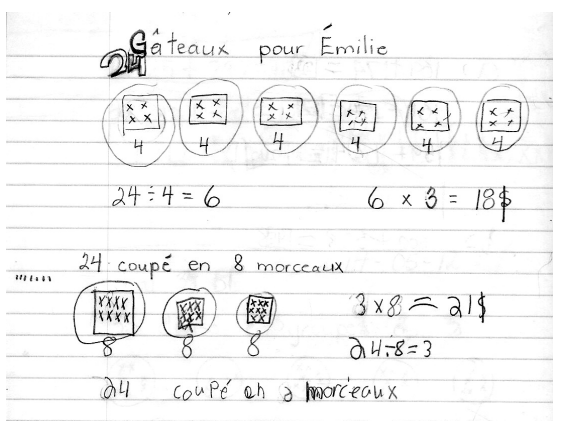 24 Gâteaux pour Émilie
4 4 4 4 4 4
24 ÷ 4 = 6 6 x 3 = 18$
24 coupé en 8 morceaux
8 8 8
3 x 8 = 21$
24 ÷ 8 = 3
24 coupé en 2 morceaux